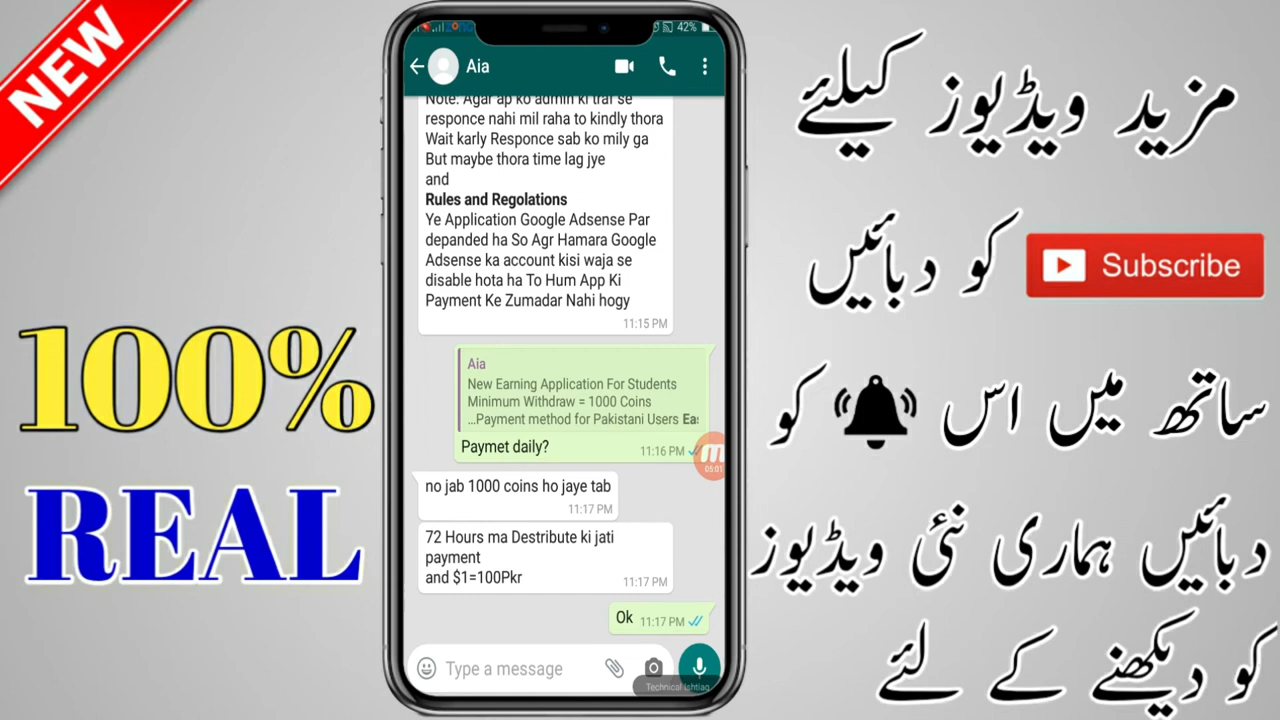 NEW
100%
REAL
42%
Aia
Note: Agar ap ko admin ki traf se
responce nahi mil raha to kindly thora
Wait karly Responce sab ko mily ga
But maybe thora time lag jye
and
Rules and Regolations
Ye Application Google Adsense Par
depanded ha So Agr Hamara Google
Adsense ka account kisi waja se
disable hota ha To Hum App Ki
Payment Ke Zumadar Nahi hogy
11:15 PM
Aia
New Earning Application For Students
Minimum Withdraw = 1000 Coins
...Payment method for Pakistani Users Eas
Paymet daily?
11:16 PM
05:01
no jab 1000 coins ho jaye tab
11:17 PM
72 Hours ma Destribute ki jati
payment
and $1=100Pkr
11:17 PM
Ok 11:17 PM
Type a message
Technical Ishtiaq
مزید ویڈیوز کیلئے
Subscribe کو دبائیں
ساتھ میں اس کو
دبائیں ہماری نئی ویڈیوز
کو دیکھنے کے لئے